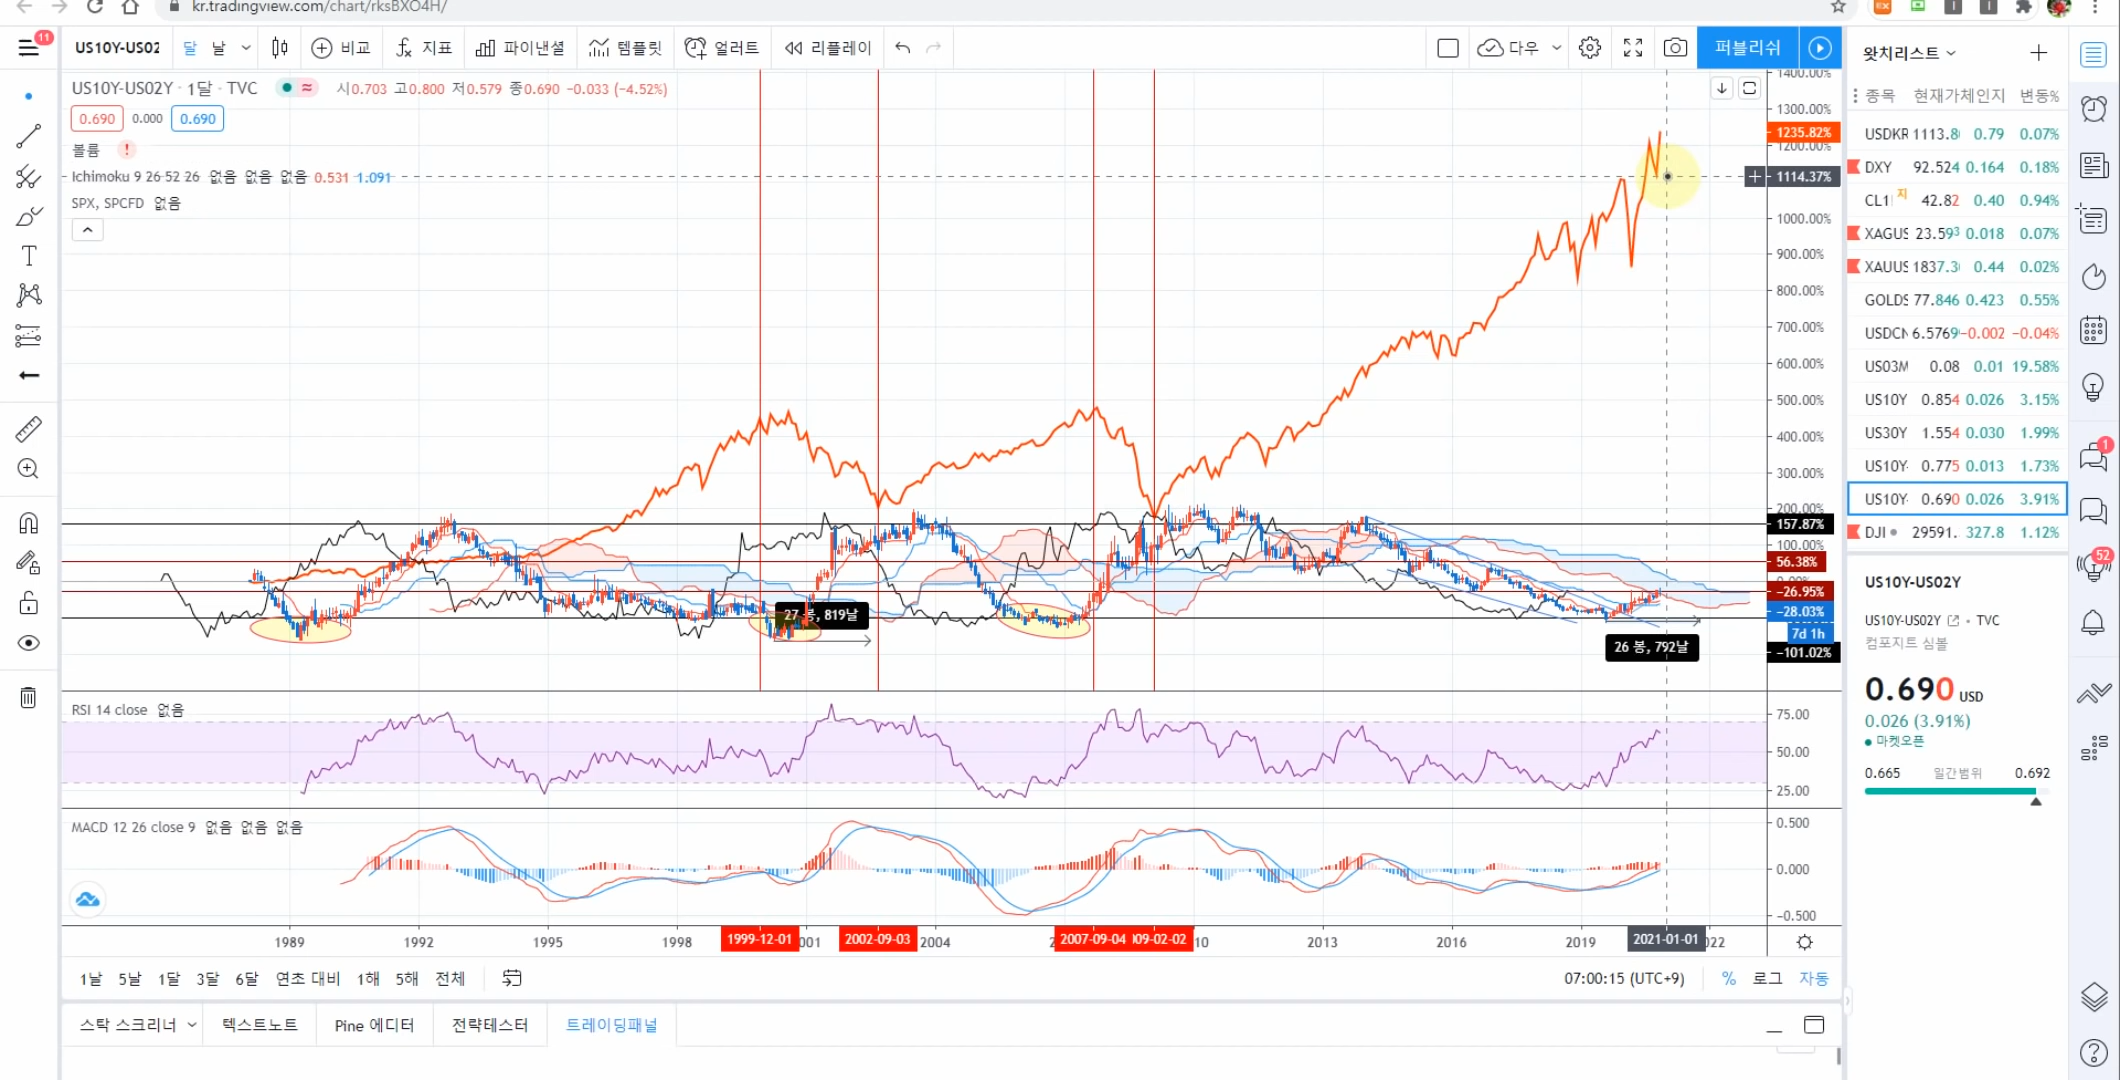 kr.tradingview.com/chart/rksBXO4H/
11
US10Y-US02
달 날
비교
지표
파이낸셜
템플릿
얼러트
리플레이
다우
퍼블리쉬
US10Y-US02Y · 1달 · TVC
시0.703 고0.800 저0.579 종0.690 -0.033 (-4.52%)
0.690 0.000 0.690
볼륨 !
Ichimoku 9 26 52 26 없음 없음 없음 0.531 1.091
SPX, SPCFD 없음
1400.00%
1300.00%
1235.82%
1200.00%
1114.37%
1000.00%
900.00%
800.00%
700.00%
600.00%
500.00%
400.00%
300.00%
200.00%
157.87%
100.00%
56.38%
0.00%
-26.95%
-28.03%
7d 1h
-101.02%
27 봉, 819날
26 봉, 792날
RSI 14 close 없음
75.00
50.00
25.00
MACD 12 26 close 9 없음 없음 없음
0.500
0.000
-0.500
1989 1992 1995 1998 1999-12-01 001 2002-09-03 2004 2 2007-09-04 009-02-02 10 2013 2016 2019 2021-01-01 22
1날 5날 1달 3달 6달 연초 대비 1해 5해 전체
07:00:15 (UTC+9) % 로그 자동
스탁 스크리너 텍스트노트 Pine 에디터 전략테스터 트레이딩패널
왓치리스트
종목 현재가 체인지 변동%
USDKR 1113.8 0.79 0.07%
DXY 92.524 0.164 0.18%
CL1! 지 42.82 0.40 0.94%
XAGUS 23.593 0.018 0.07%
XAUUS 1837.3 0.44 0.02%
GOLDS 77.846 0.423 0.55%
USDCN 6.5769 -0.002 -0.04%
US03M 0.08 0.01 19.58%
US10Y 0.854 0.026 3.15%
US30Y 1.554 0.030 1.99%
US10Y- 0.775 0.013 1.73%
US10Y- 0.690 0.026 3.91%
DJI 29591. 327.8 1.12%
US10Y-US02Y
US10Y-US02Y • TVC
컴포지트 심볼
0.690 USD
0.026 (3.91%)
마켓오픈
0.665 일간범위 0.692
1
52